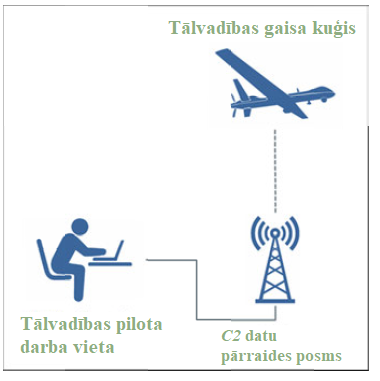 Tālvadības gaisa kuģis
Tālvadības pilota
darba vieta
C2 datu
pārraides posms